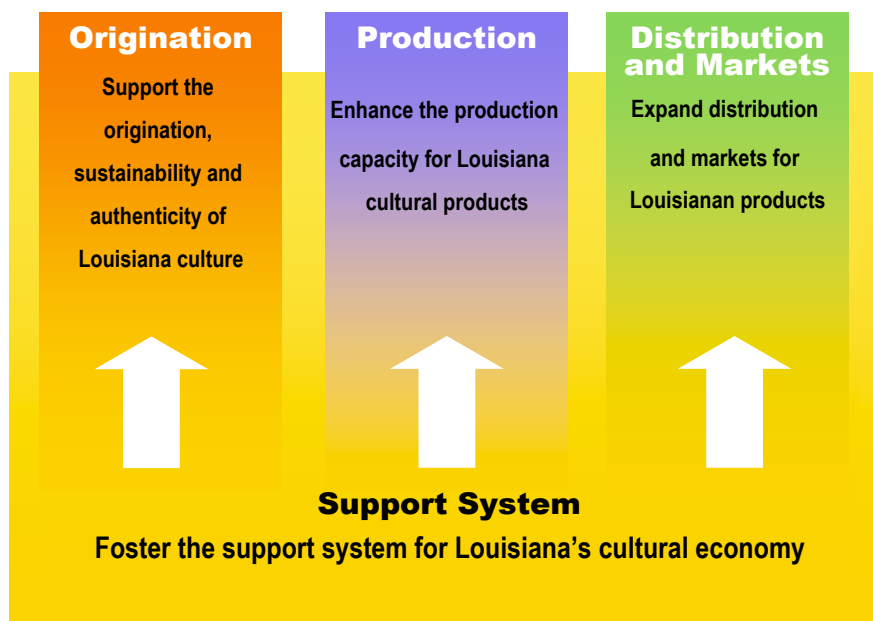 Origination
Support the
origination,
sustainability and
authenticity of
Louisiana culture
Production
Enhance the production
capacity for Louisiana
cultural products
Distribution
and Markets
Expand distribution
and markets for
Louisianan products
Support System
Foster the support system for Louisiana’s cultural economy